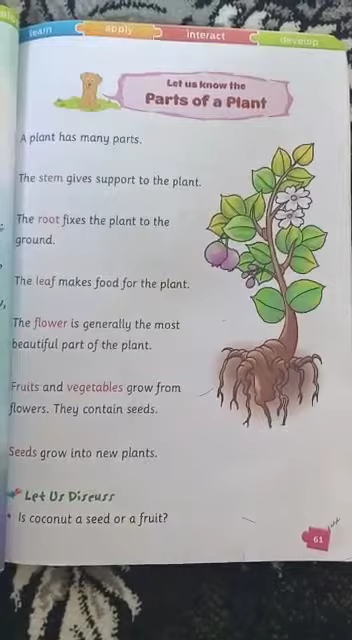 learn
apply
interact
develop
Let us know the
Parts of a Plant
A plant has many parts.
The stem gives support to the plant.
The root fixes the plant to the
ground.
The leaf makes food for the plant.
The flower is generally the most
beautiful part of the plant.
Fruits and vegetables grow from
flowers. They contain seeds.
Seeds grow into new plants.
Let Us Discuss
• Is coconut a seed or a fruit?
61